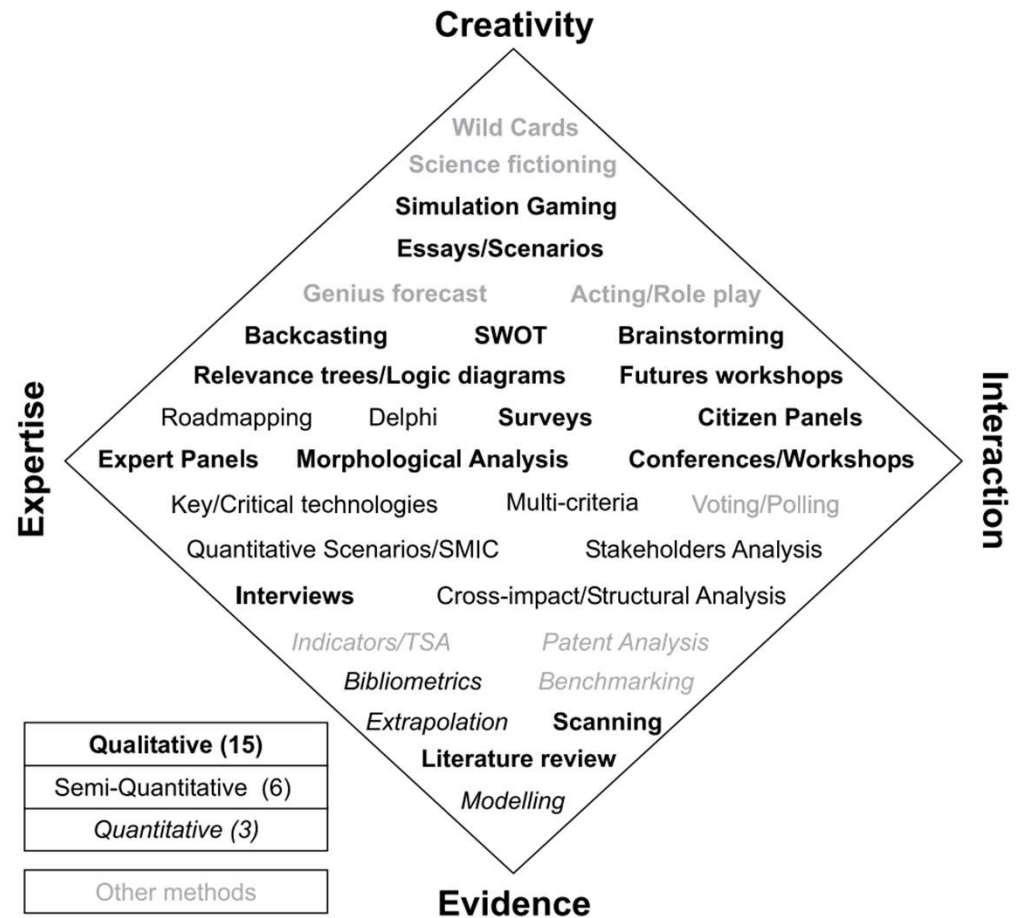 Creativity
Wild Cards
Science fictioning
Simulation Gaming
Essays/Scenarios
Genius forecast Acting/Role play
Backcasting SWOT Brainstorming
Relevance trees/Logic diagrams Futures workshops
Roadmapping Delphi Surveys Citizen Panels
Expert Panels Morphological Analysis Conferences/Workshops
Key/Critical technologies Multi-criteria Voting/Polling
Quantitative Scenarios/SMIC Stakeholders Analysis
Interviews Cross-impact/Structural Analysis
Indicators/TSA Patent Analysis
Bibliometrics Benchmarking
Extrapolation Scanning
Literature review
Modelling
Evidence
Expertise
Interaction
Qualitative (15)
Semi-Quantitative (6)
Quantitative (3)
Other methods